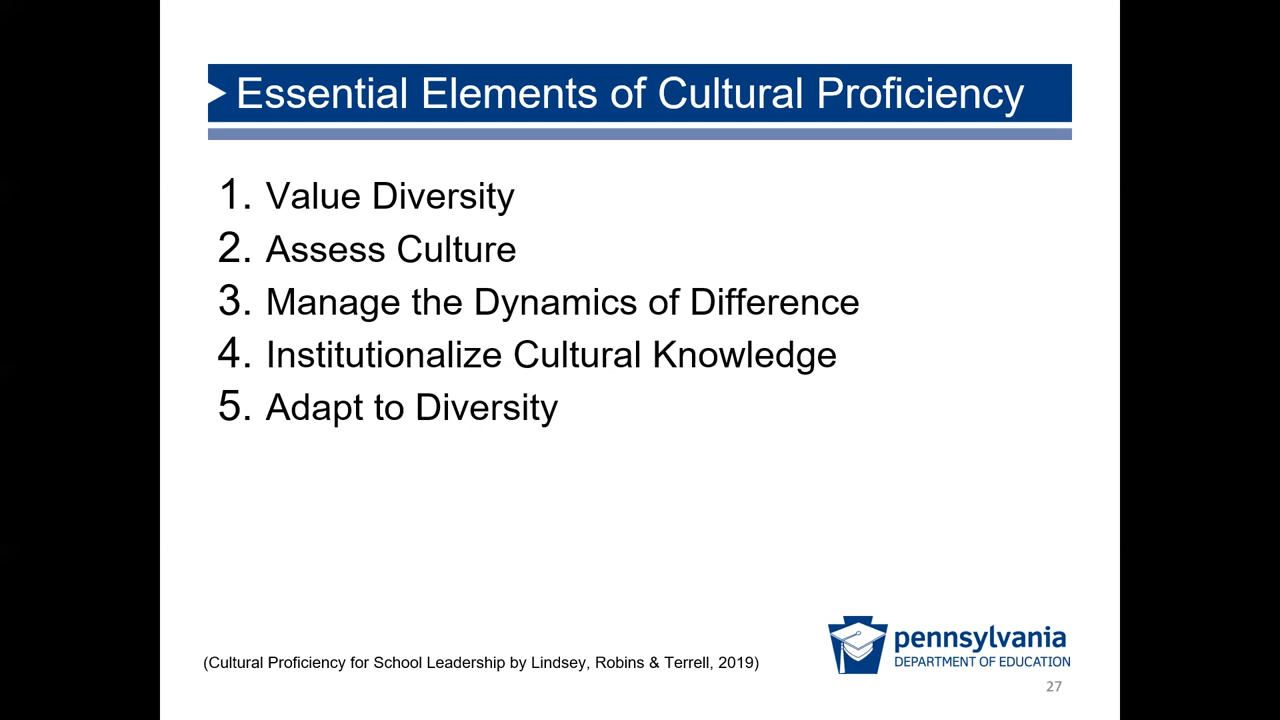 Essential Elements of Cultural Proficiency
1. Value Diversity
2. Assess Culture
3. Manage the Dynamics of Difference
4. Institutionalize Cultural Knowledge
5. Adapt to Diversity
(Cultural Proficiency for School Leadership by Lindsey, Robins & Terrell, 2019)
pennsylvania
DEPARTMENT OF EDUCATION
27